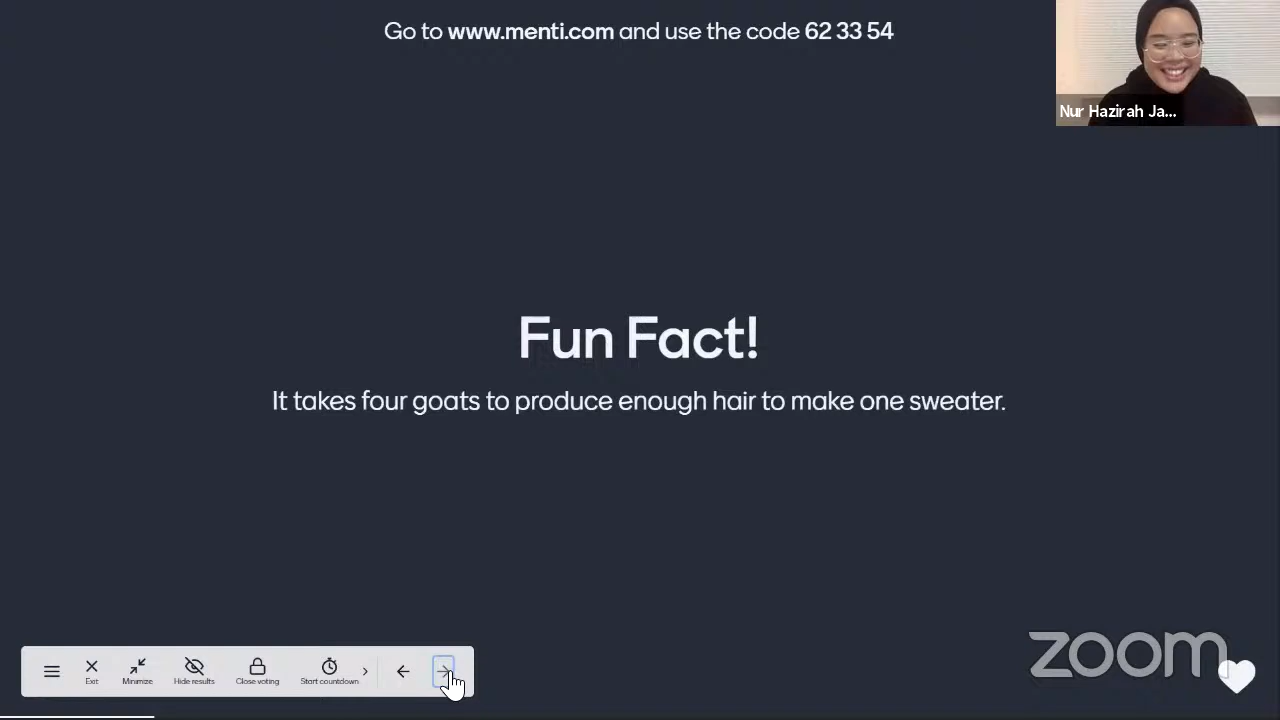 Go to www.menti.com and use the code 62 33 54
Nur Hazirah Ja...
Fun Fact!
It takes four goats to produce enough hair to make one sweater.
Exit
Minimize
Hide results
Close voting
Start countdown
zoom